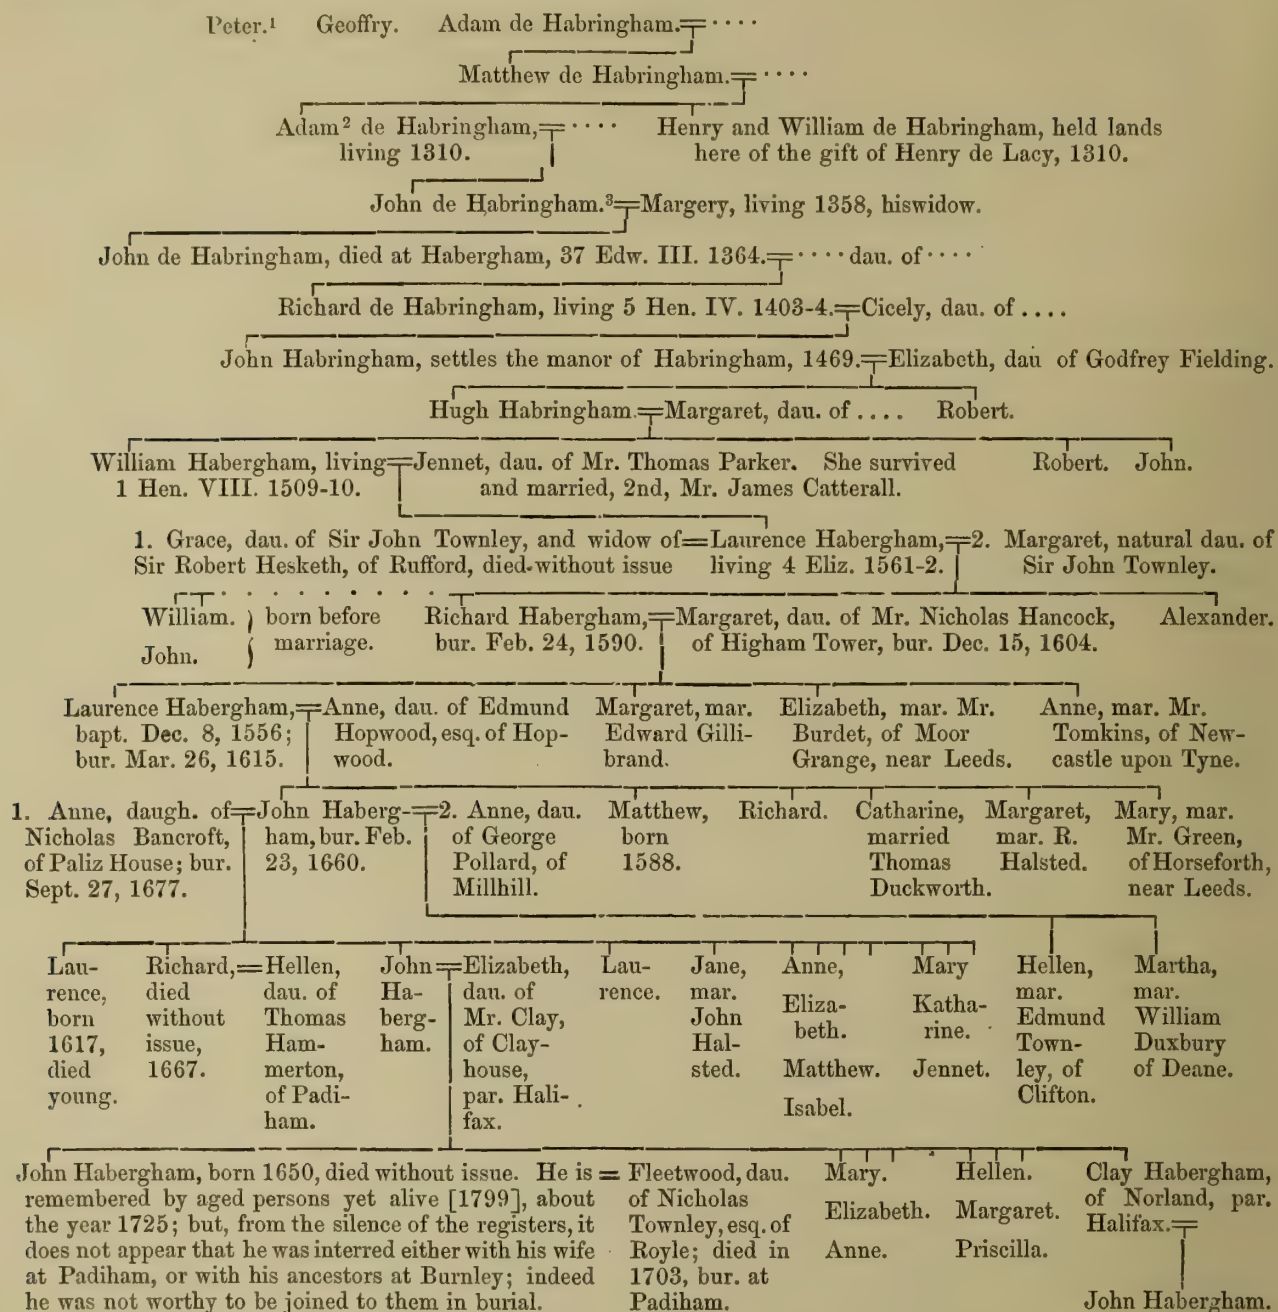 Peter.¹ Geoffry. Adam de Habringham.╤ ····
Matthew de Habringham.╤ ····
Adam² de Habringham,╤ ···· Henry and William de Habringham, held lands
living 1310. here of the gift of Henry de Lacy, 1310.
John de Habringham.³╤Margery, living 1358, hiswidow.
John de Habringham, died at Habergham, 37 Edw. III. 1364.╤ ···· dau. of ····
Richard de Habringham, living 5 Hen. IV. 1403-4.╤Cicely, dau. of ....
John Habringham, settles the manor of Habringham, 1469.╤Elizabeth, dau of Godfrey Fielding.
Hugh Habringham.╤Margaret, dau. of .... Robert.
William Habergham, living╤Jennet, dau. of Mr. Thomas Parker. She survived Robert. John.
1 Hen. VIII. 1509-10. and married, 2nd, Mr. James Catterall.
1. Grace, dau. of Sir John Townley, and widow of=Laurence Habergham,╤2. Margaret, natural dau. of
Sir Robert Hesketh, of Rufford, died without issue living 4 Eliz. 1561-2. Sir John Townley.
William. ) born before Richard Habergham,╤Margaret, dau. of Mr. Nicholas Hancock, Alexander.
John. ( marriage. bur. Feb. 24, 1590. of Higham Tower, bur. Dec. 15, 1604.
Laurence Habergham,╤Anne, dau. of Edmund
bapt. Dec. 8, 1556; Hopwood, esq. of Hop-
bur. Mar. 26, 1615. wood.
Margaret, mar.
Edward Gilli-
brand.
Elizabeth, mar. Mr.
Burdet, of Moor
Grange, near Leeds.
Anne, mar. Mr.
Tomkins, of New-
castle upon Tyne.
1. Anne, daugh. of╤John Haberg-╤2. Anne, dau.
Nicholas Bancroft, ham, bur. Feb. of George
of Paliz House; bur. 23, 1660. Pollard, of
Sept. 27, 1677. Millhill.
Matthew,
born
1588.
Richard.
Catharine,
married
Thomas
Duckworth.
Margaret,
mar. R.
Halsted.
Mary, mar.
Mr. Green,
of Horseforth,
near Leeds.
Lau-
rence,
born
1617,
died
young.
Richard,=
died
without
issue,
1667.
Hellen,
dau. of
Thomas
Ham-
merton,
of Padi-
ham.
John╤
Ha-
berg-
ham.
Elizabeth,
dau. of
Mr. Clay,
of Clay-
house,
par. Hali-
fax.
Lau-
rence.
Jane,
mar.
John
Hal-
sted.
Anne,
Eliza-
beth.
Matthew.
Isabel.
Mary
Katha-
rine.
Jennet.
Hellen,
mar.
Edmund
Town-
ley, of
Clifton.
Martha,
mar.
William
Duxbury
of Deane.
John Habergham, born 1650, died without issue. He is =
remembered by aged persons yet alive [1799], about
the year 1725; but, from the silence of the registers, it
does not appear that he was interred either with his wife
at Padiham, or with his ancestors at Burnley; indeed
he was not worthy to be joined to them in burial.
Fleetwood, dau.
of Nicholas
Townley, esq. of
Royle; died in
1703, bur. at
Padiham.
Mary.
Elizabeth.
Anne.
Hellen.
Margaret.
Priscilla.
Clay Habergham,
of Norland, par.
Halifax.╤
John Habergham.